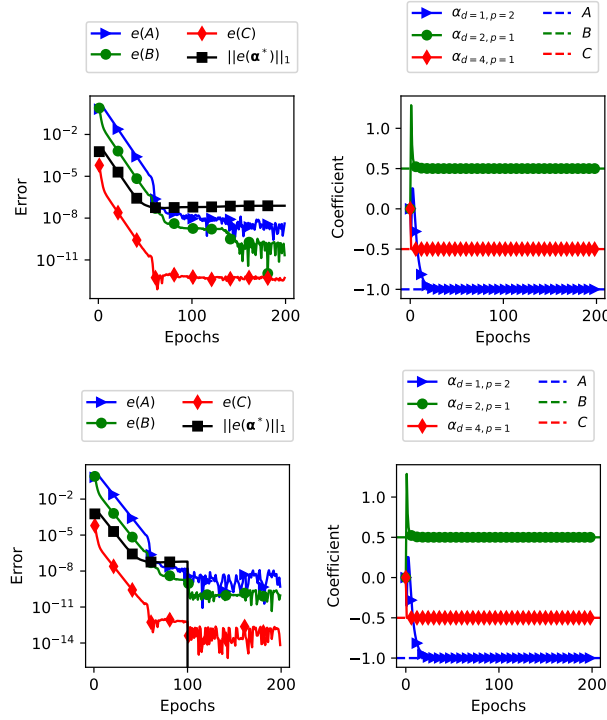 e(A) e(C)
e(B) ||e(α*)||₁
α_{d=1,p=2} A
α_{d=2,p=1} B
α_{d=4,p=1} C
Error
10⁻²
10⁻⁵
10⁻⁸
10⁻¹¹
0 100 200
Epochs
Coefficient
1.0
0.5
0.0
−0.5
−1.0
0 100 200
Epochs
e(A) e(C)
e(B) ||e(α*)||₁
α_{d=1,p=2} A
α_{d=2,p=1} B
α_{d=4,p=1} C
Error
10⁻²
10⁻⁵
10⁻⁸
10⁻¹¹
10⁻¹⁴
0 100 200
Epochs
Coefficient
1.0
0.5
0.0
−0.5
−1.0
0 100 200
Epochs